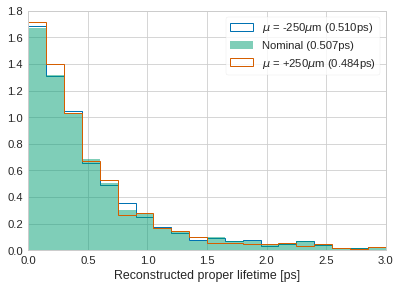 1.8
1.6
1.4
1.2
1.0
0.8
0.6
0.4
0.2
0.0
μ = -250μm (0.510ps)
Nominal (0.507ps)
μ = +250μm (0.484ps)
0.0 0.5 1.0 1.5 2.0 2.5 3.0
Reconstructed proper lifetime [ps]